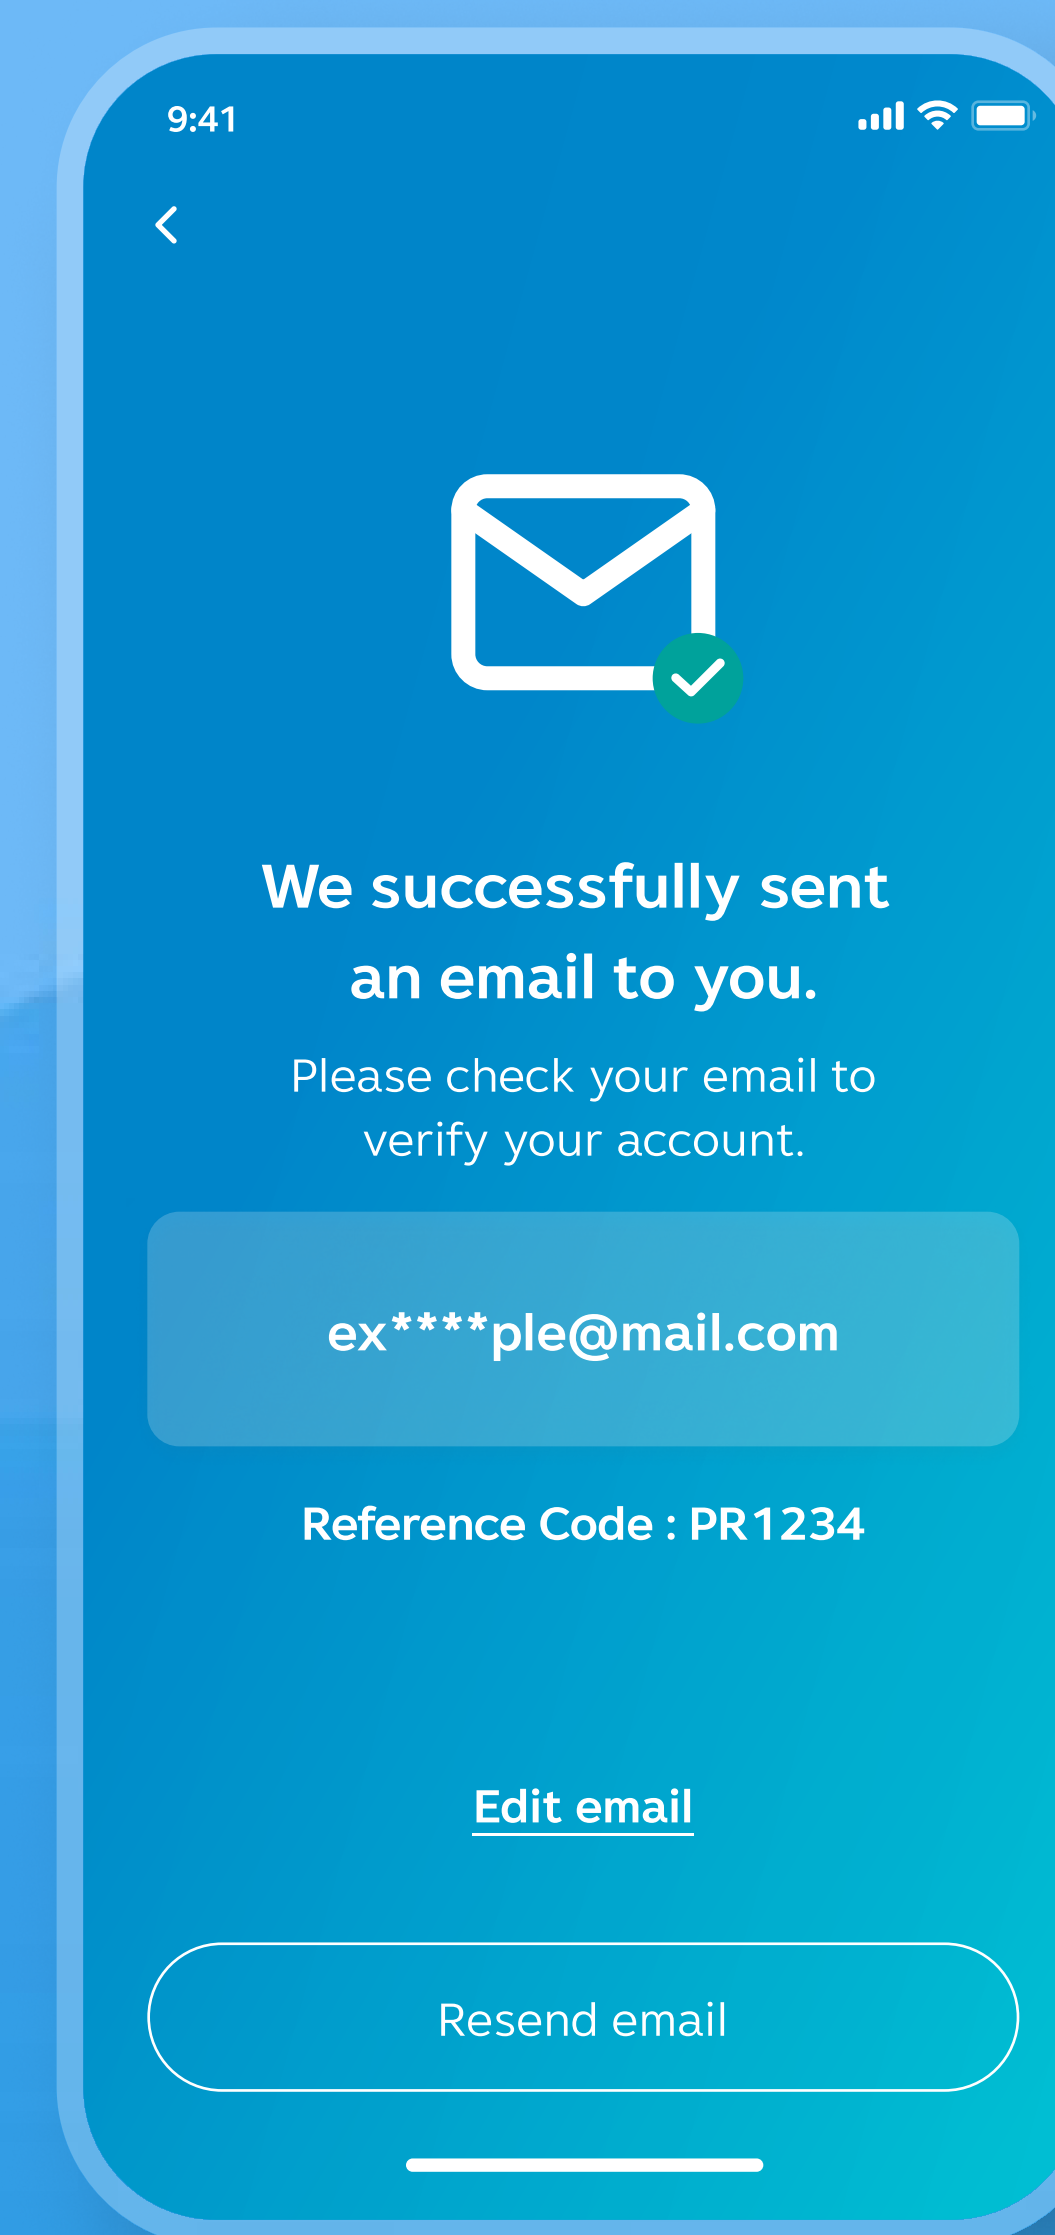 9:41
We successfully sent
an email to you.
Please check your email to
verify your account.
ex****ple@mail.com
Reference Code : PR1234
Edit email
Resend email